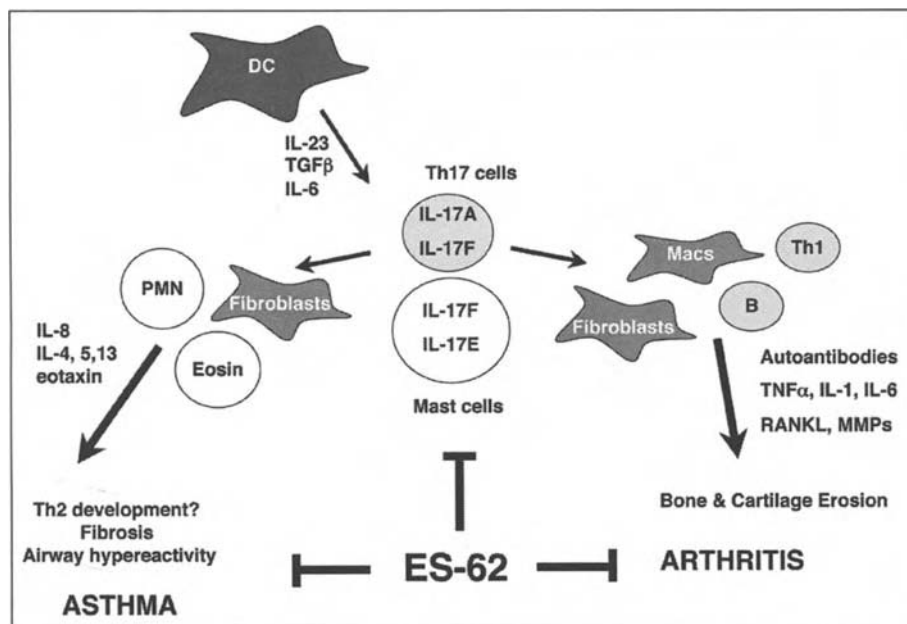 DC
IL-23
TGFβ
IL-6
Th17 cells
IL-17A
IL-17F
IL-17F
IL-17E
Mast cells
PMN
Fibroblasts
Eosin
IL-8
IL-4, 5,13
eotaxin
Th2 development?
Fibrosis
Airway hypereactivity
ASTHMA
Macs
Th1
B
Fibroblasts
Autoantibodies
TNFα, IL-1, IL-6
RANKL, MMPs
Bone & Cartilage Erosion
ARTHRITIS
ES-62